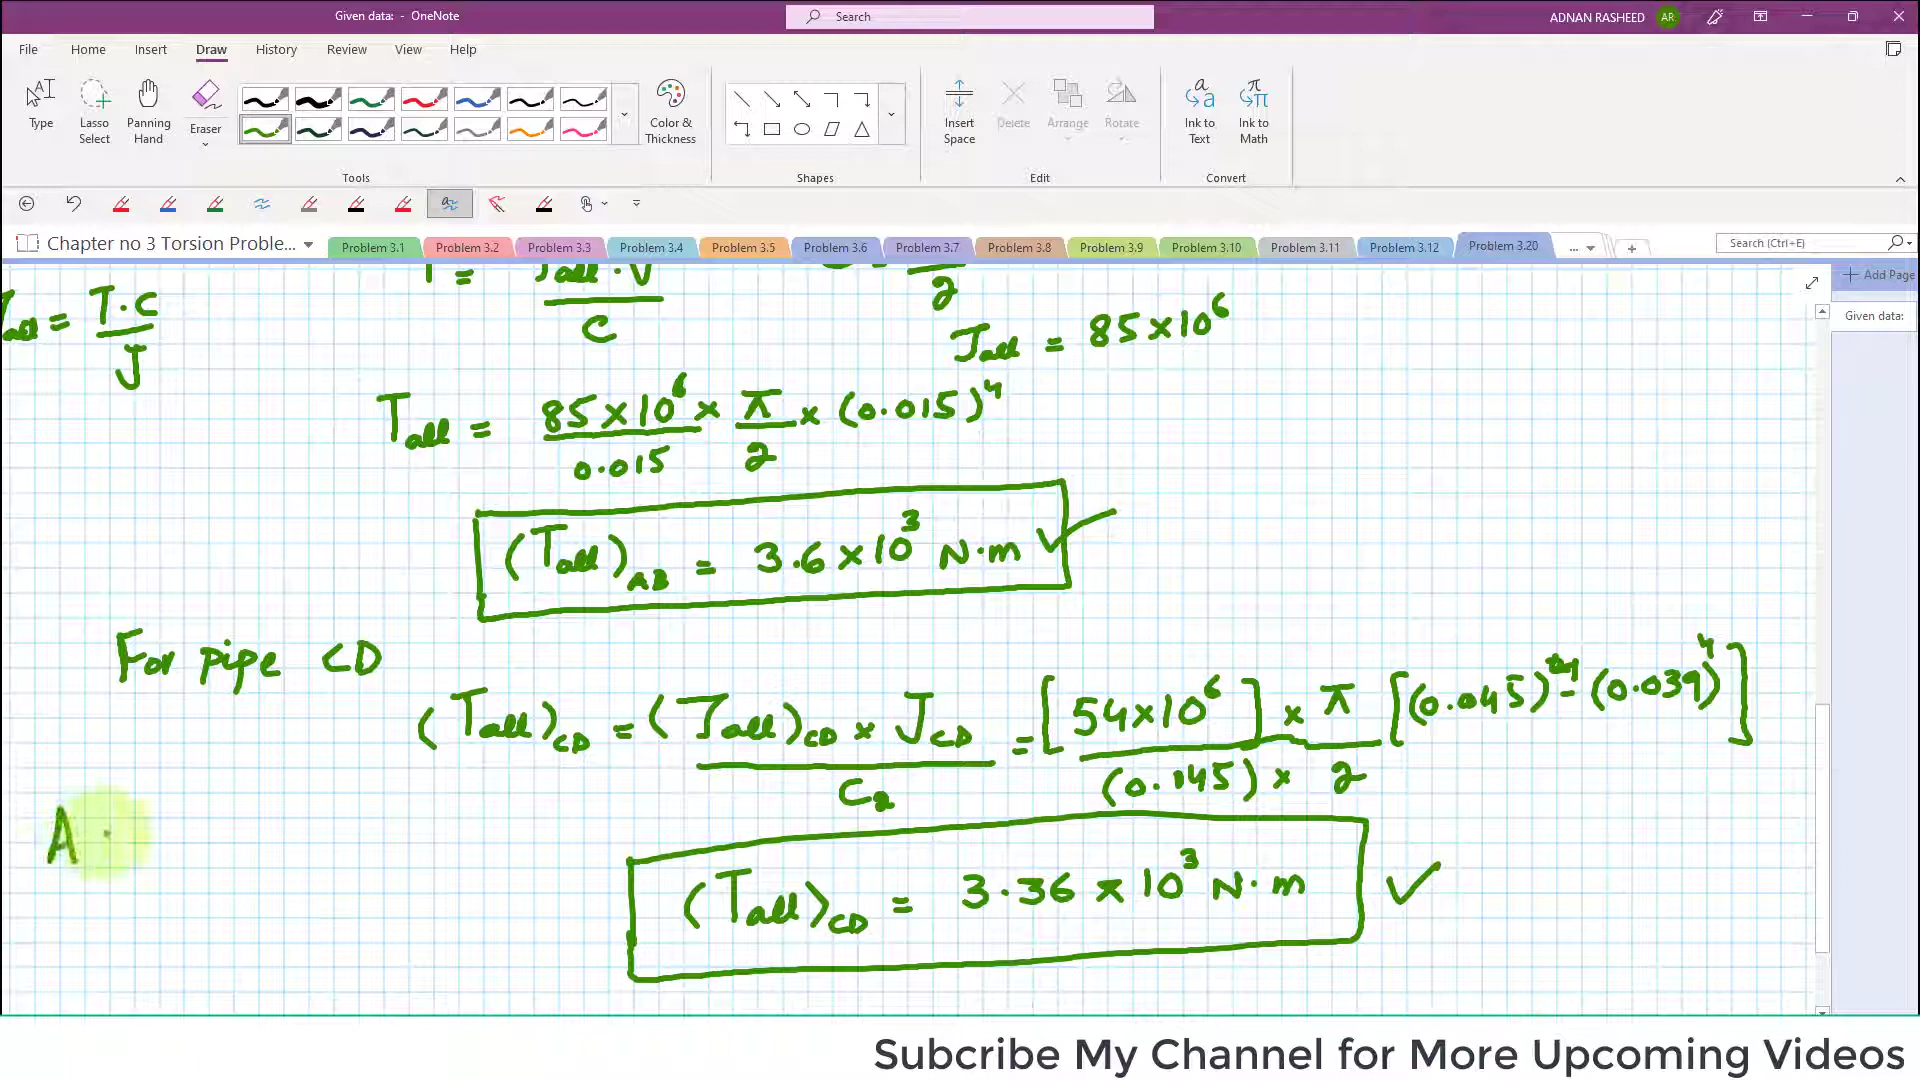 Given data: - OneNote
Search
ADNAN RASHEED
AR
File Home Insert Draw History Review View Help
Type
Lasso Select
Panning Hand
Eraser
Color & Thickness
Insert Space
Delete
Arrange
Rotate
Ink to Text
Ink to Math
Tools
Shapes
Edit
Convert
Chapter no 3 Torsion Proble...
Problem 3.1 Problem 3.2 Problem 3.3 Problem 3.4 Problem 3.5 Problem 3.6 Problem 3.7 Problem 3.8 Problem 3.9 Problem 3.10 Problem 3.11 Problem 3.12 Problem 3.20 ...
Search (Ctrl+E)
Add Page
Given data:
all = T·C / J
C
2
Jall = 85×10^6
Tall = 85×10^6 / 0.015 × π / 2 × (0.015)^4
(Tall)AB = 3.6×10^3 N·m
For pipe CD
(Tall)CD = (Jall)CD × JCD / C2 = [54×10^6] × π / (0.045) × 2 [(0.045)^4 - (0.039)^4]
A
(Tall)CD = 3.36 × 10^3 N·m
Subcribe My Channel for More Upcoming Videos